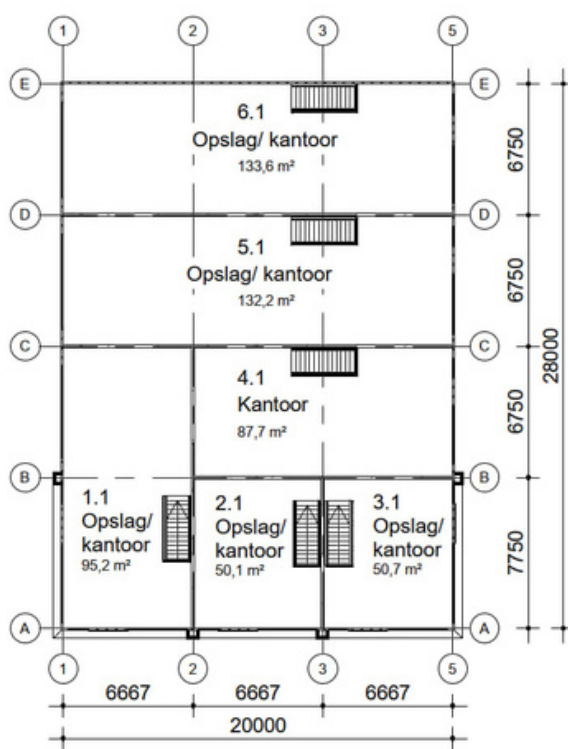 1 2 3 5
E E
6.1
Opslag/ kantoor
133,6 m²
6750
D D
5.1
Opslag/ kantoor
132,2 m²
6750
28000
C C
4.1
Kantoor
87,7 m²
6750
B B
1.1
Opslag/
kantoor
95,2 m²
2.1
Opslag/
kantoor
50,1 m²
3.1
Opslag/
kantoor
50,7 m²
7750
A A
1 2 3 5
6667 6667 6667
20000